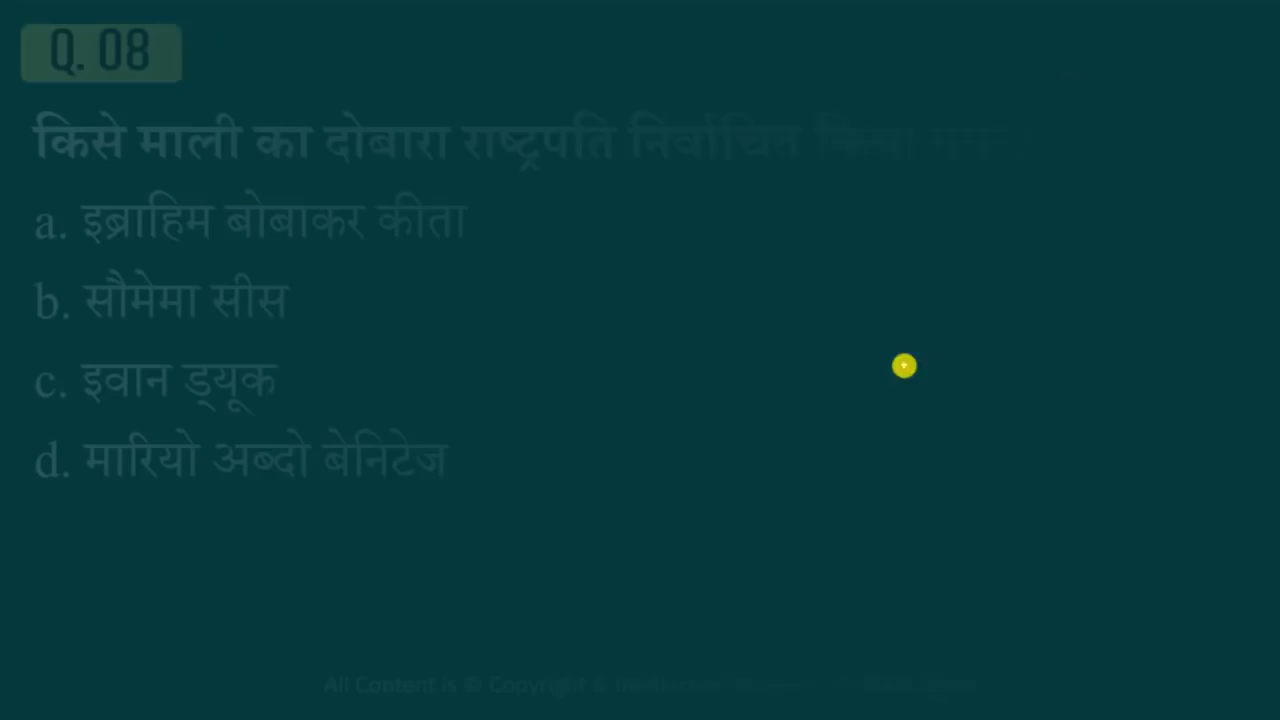 Q. 08
किसे माली का दोबारा राष्ट्रपति निर्वाचित किया गया
a. इब्राहिम बोबाकर कीता
b. सौमेमा सीस
c. इवान ड्यूक
d. मारियो अब्दो बेनिटेज
All Content is © Copyright &